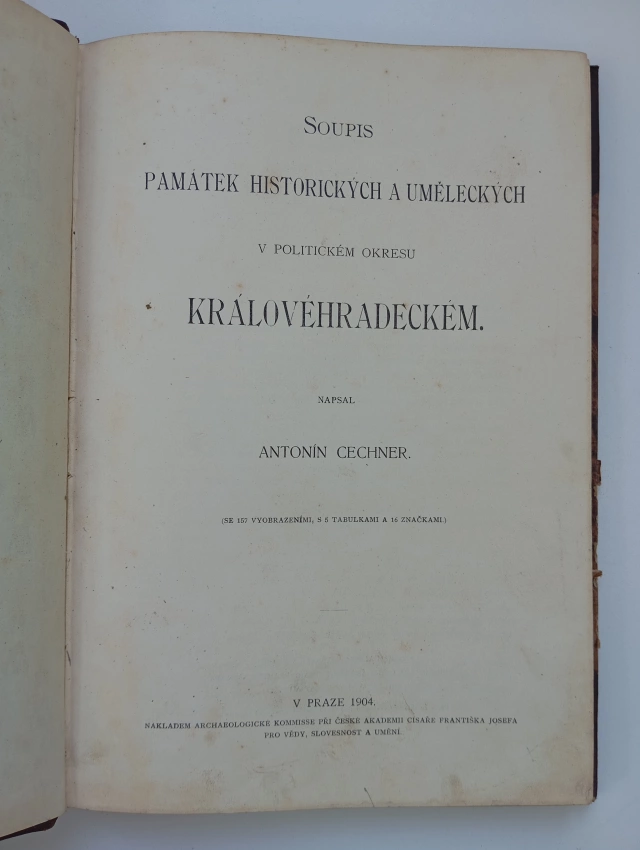 SOUPIS
PAMÁTEK HISTORICKÝCH A UMĚLECKÝCH
V POLITICKÉM OKRESU
KRÁLOVÉHRADECKÉM.
NAPSAL
ANTONÍN CECHNER.
(SE 157 VYOBRAZENÍMI, S 5 TABULKAMI A 16 ZNAČKAMI.)
V PRAZE 1904.
NAKLADEM ARCHAEOLOGICKÉ KOMMISSE PŘI ČESKÉ AKADEMII CÍSAŘE FRANTIŠKA JOSEFA
PRO VĚDY, SLOVESNOST A UMĚNÍ.